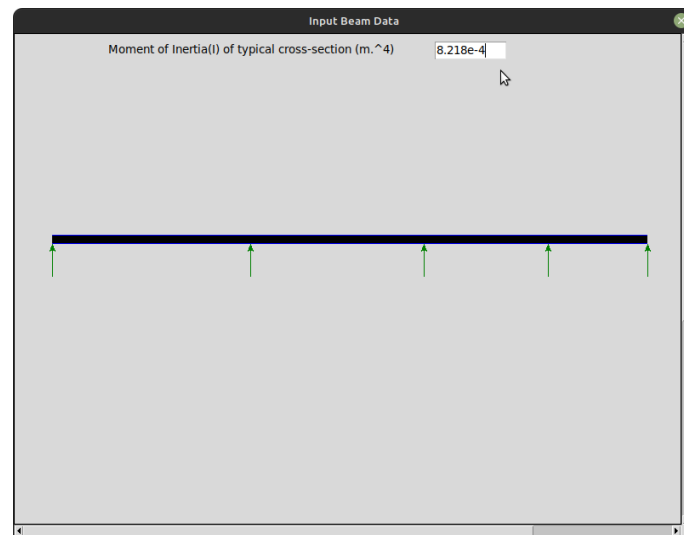 Input Beam Data
Moment of Inertia(I) of typical cross-section (m.^4) 8.218e-4